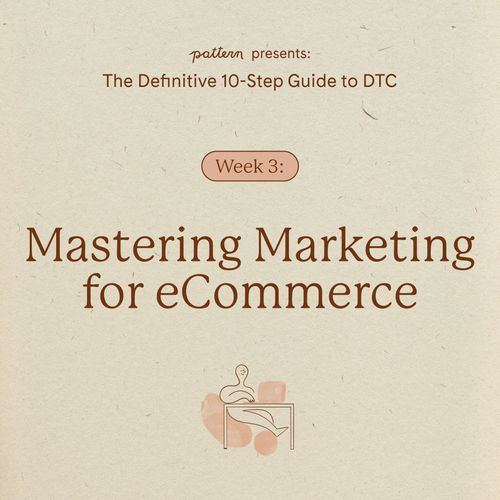 pattern presents:
The Definitive 10-Step Guide to DTC
Week 3:
Mastering Marketing
for eCommerce